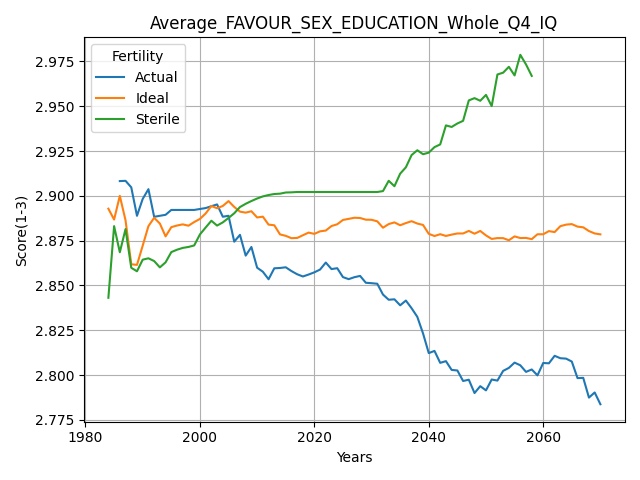 Average_FAVOUR_SEX_EDUCATION_Whole_Q4_IQ
Fertility
Actual
Ideal
Sterile
Score(1-3)
2.975
2.950
2.925
2.900
2.875
2.850
2.825
2.800
2.775
1980 2000 2020 2040 2060
Years